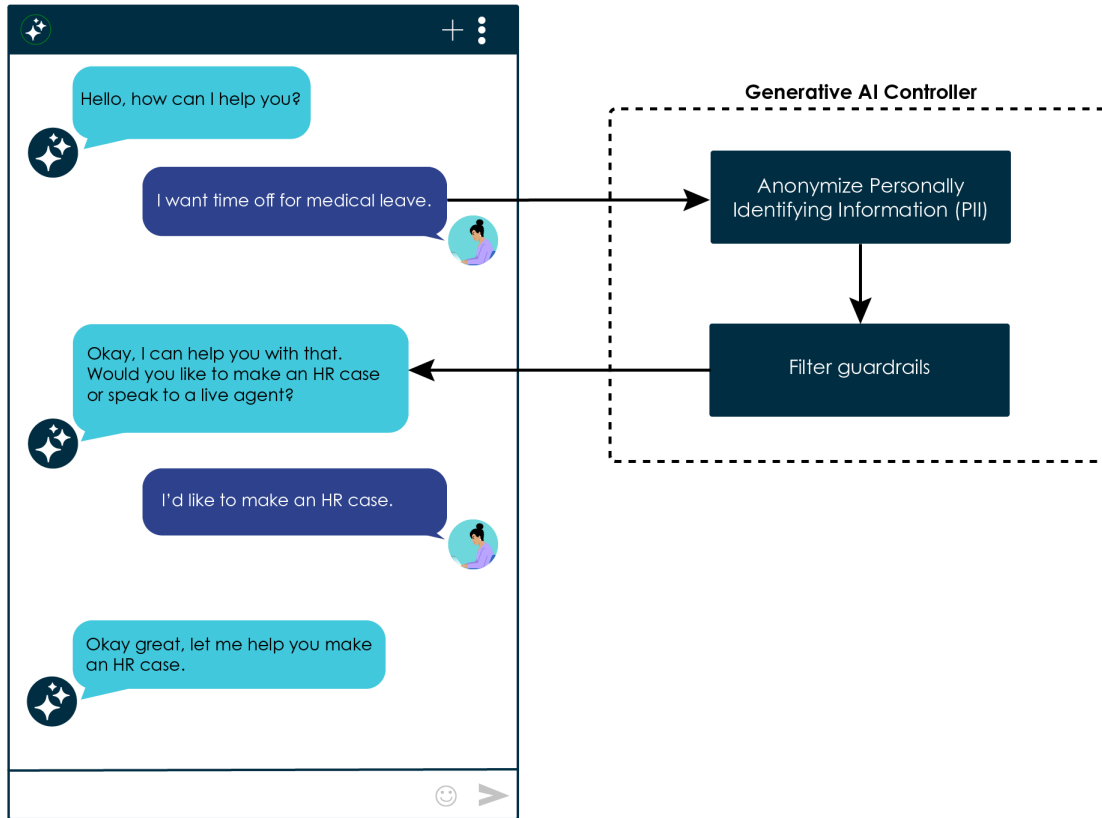 Hello, how can I help you?
I want time off for medical leave.
Okay, I can help you with that.
Would you like to make an HR case
or speak to a live agent?
I'd like to make an HR case.
Okay great, let me help you make
an HR case.
Generative AI Controller
Anonymize Personally
Identifying Information (PII)
Filter guardrails